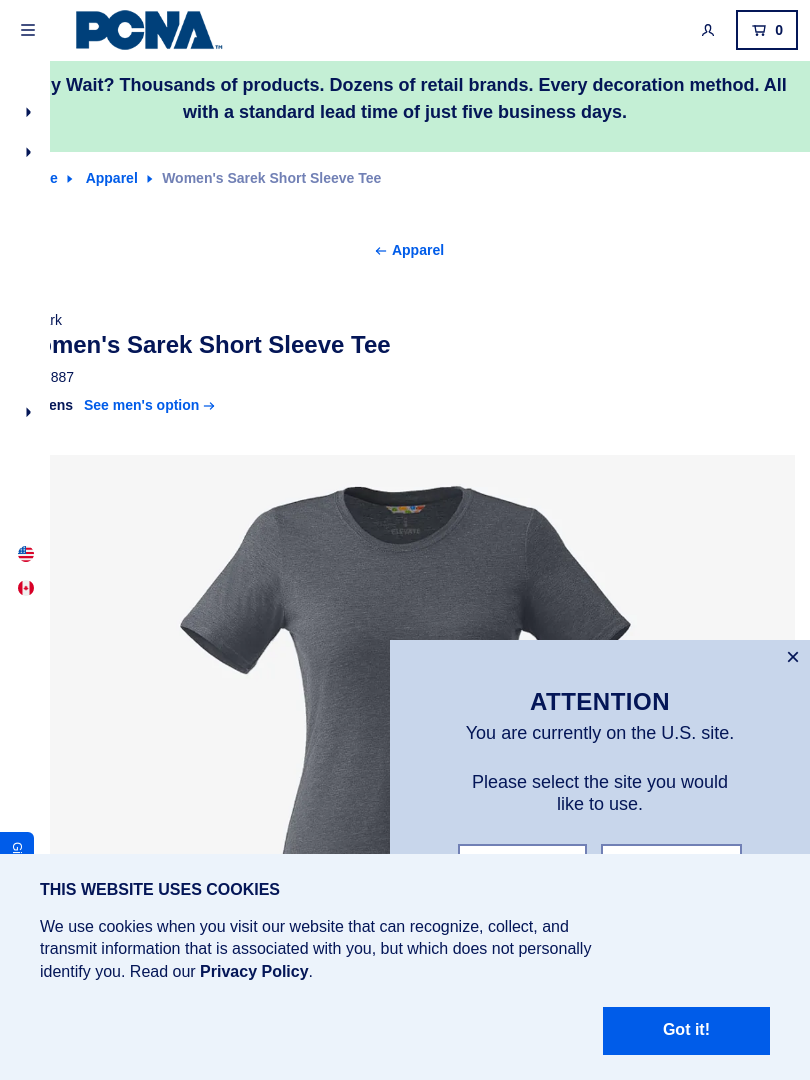 PCNA
0
y Wait? Thousands of products. Dozens of retail brands. Every decoration method. All
with a standard lead time of just five business days.
e Apparel Women's Sarek Short Sleeve Tee
← Apparel
rk
omen's Sarek Short Sleeve Tee
887
ens See men's option →
ELEVATE
ATTENTION
You are currently on the U.S. site.
Please select the site you would
like to use.
Gi
THIS WEBSITE USES COOKIES
We use cookies when you visit our website that can recognize, collect, and
transmit information that is associated with you, but which does not personally
identify you. Read our Privacy Policy.
Got it!